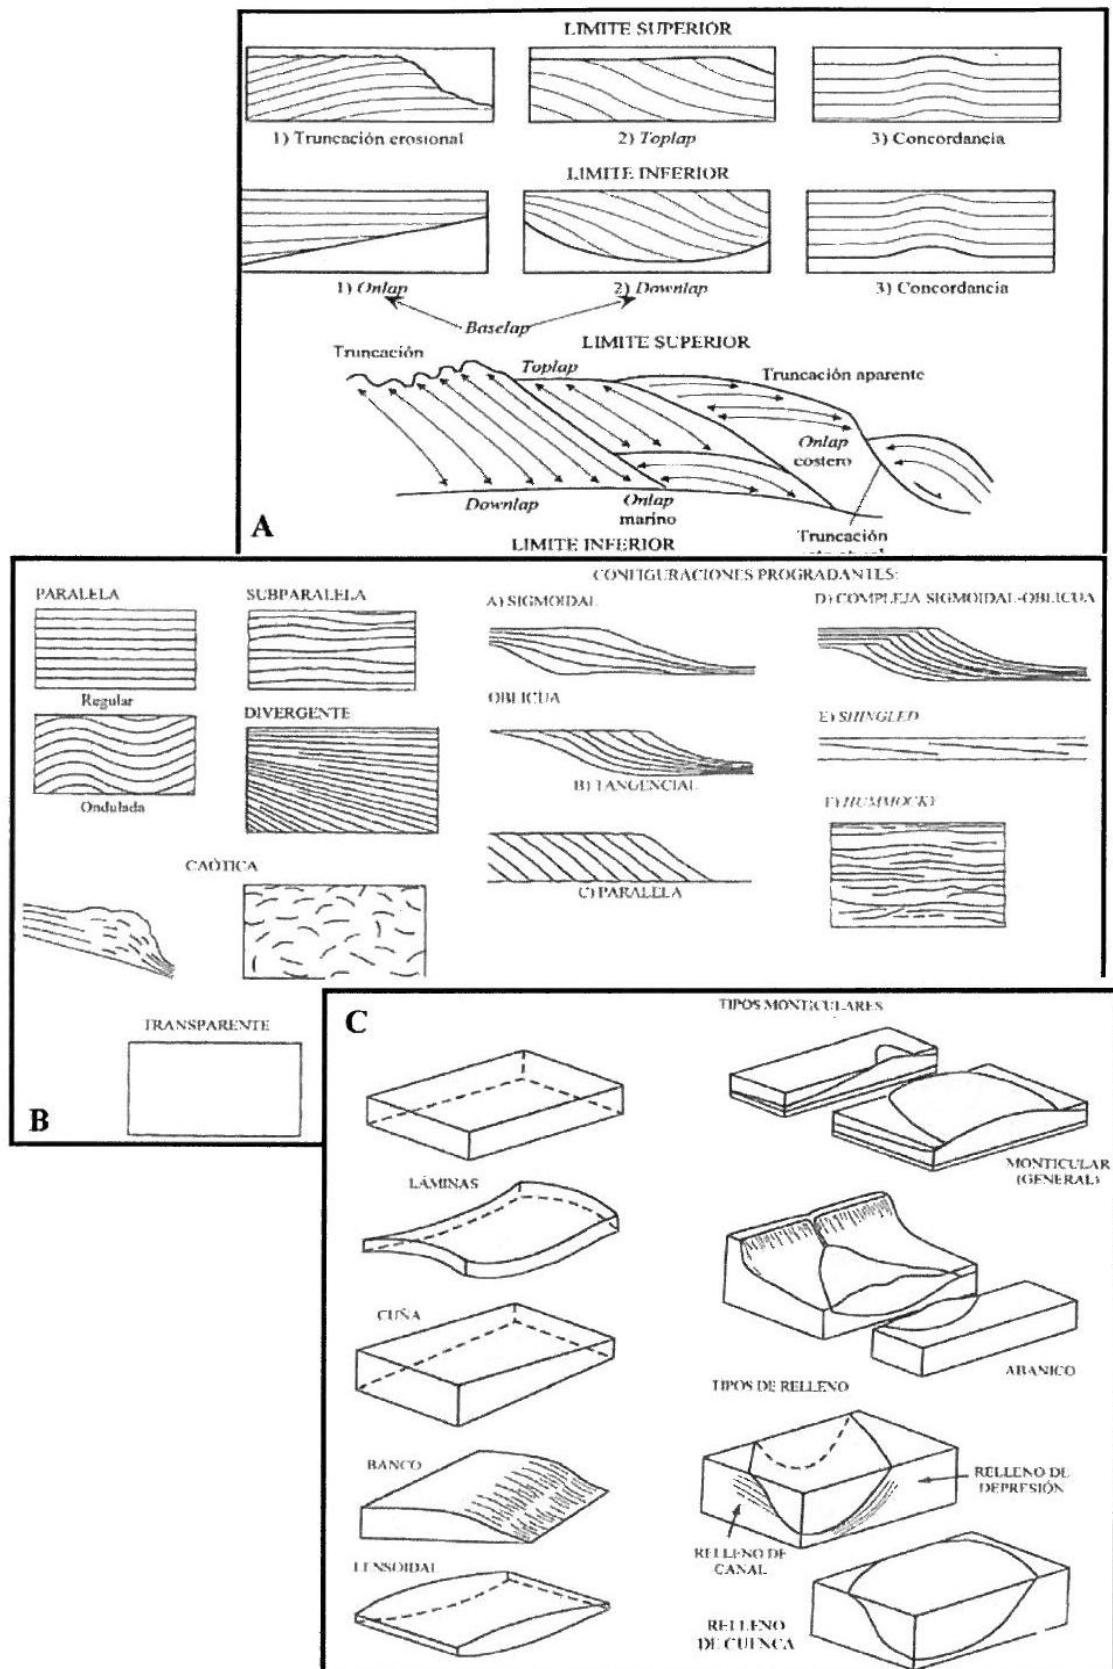 LIMITE SUPERIOR
1) Truncación erosional
2) Toplap
3) Concordancia
LIMITE INFERIOR
1) Onlap
2) Downlap
3) Concordancia
Baselap
LIMITE SUPERIOR
Truncación
Toplap
Truncación aparente
Onlap
costero
Downlap
Onlap
marino
Truncación
A
LIMITE INFERIOR
CONFIGURACIONES PROGRADANTES:
PARALELA
SUBPARALELA
A) SIGMOIDAL
D) COMPLEJA SIGMOIDAL-OBLICUA
Regular
DIVERGENTE
OBLICUA
E) SHINGLED
B) TANGENCIAL
Ondulada
F) HUMMOCKY
CAÓTICA
C) PARALELA
TRANSPARENTE
B
C
TIPOS MONTICULARES
MONTICULAR
(GENERAL)
LÁMINAS
CUÑA
ABANICO
TIPOS DE RELLENO
BANCO
RELLENO DE
DEPRESIÓN
RELLENO DE
CANAL
LENSOIDAL
RELLENO
DE CUENCA